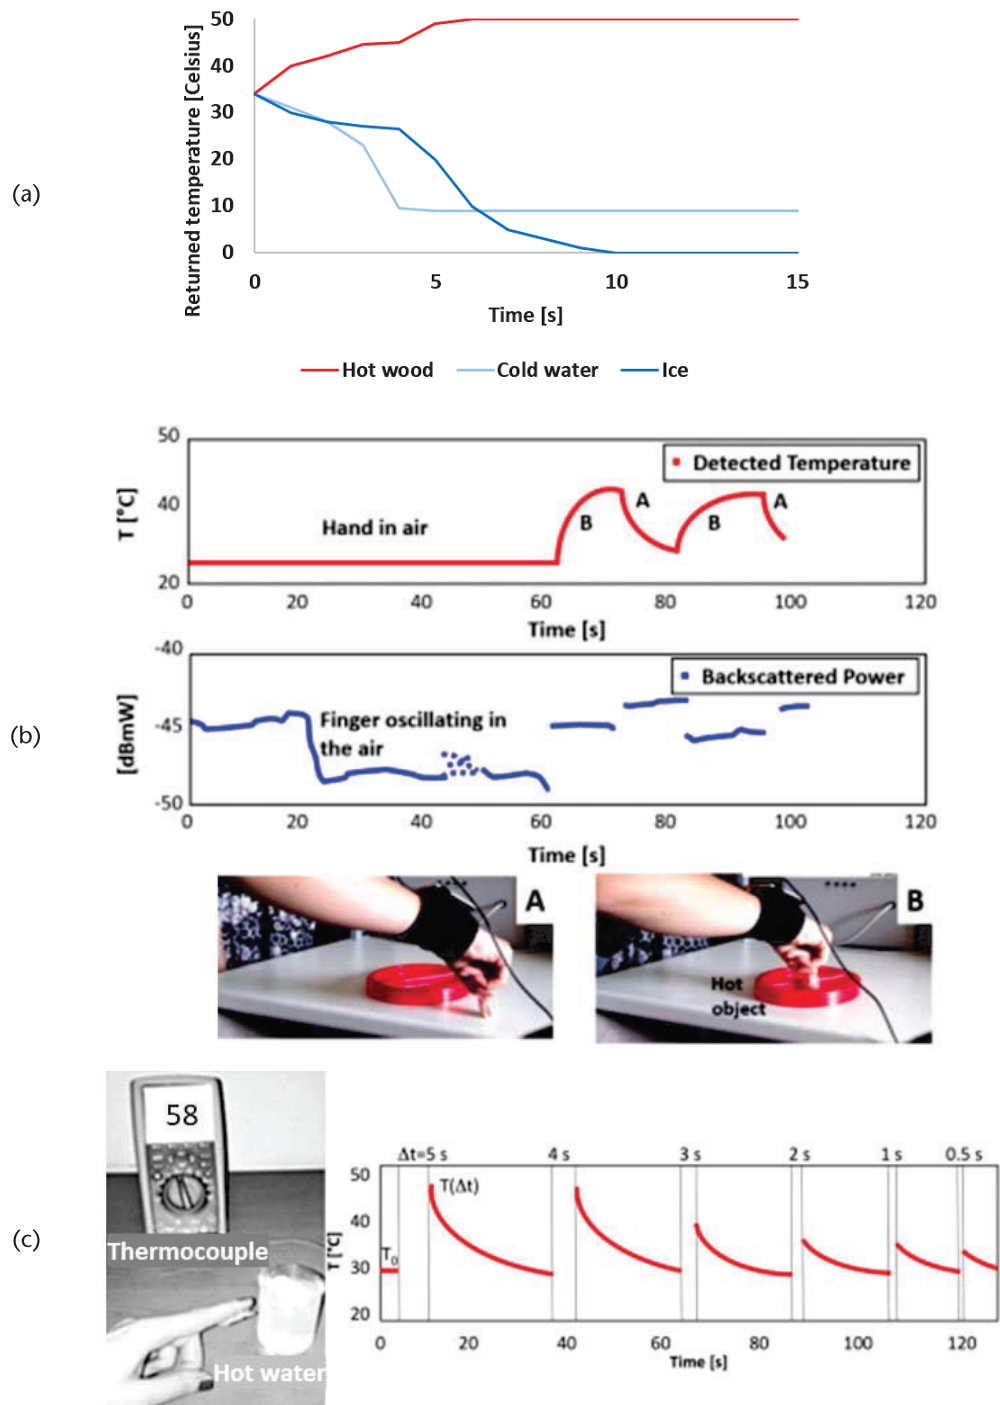 (a)
Returned temperature [Celsius]
50
40
30
20
10
0
0 5 10 15
Time [s]
Hot wood Cold water Ice
(b)
T [°C]
50
40
20
Detected Temperature
Hand in air
B A B A
0 20 40 60 80 100 120
Time [s]
[dBmW]
-40
-45
-50
Backscattered Power
Finger oscillating in
the air
0 20 40 60 80 100 120
Time [s]
A
B
Hot
object
(c)
58
Thermocouple
Hot water
Δt=5 s 4 s 3 s 2 s 1 s 0.5 s
T [°C]
50
40
30
20
T(Δt)
T0
0 20 40 60 80 100 120
Time [s]